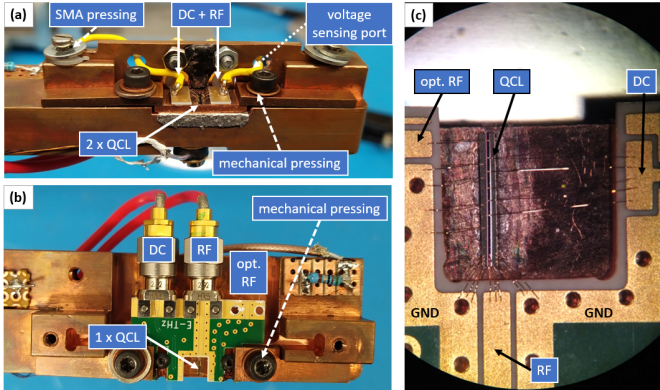 (a)
SMA pressing
DC + RF
voltage
sensing port
2 x QCL
mechanical pressing
(b)
mechanical pressing
DC
RF
opt.
RF
E-THz
1 x QCL
(c)
opt. RF
QCL
DC
GND
GND
RF